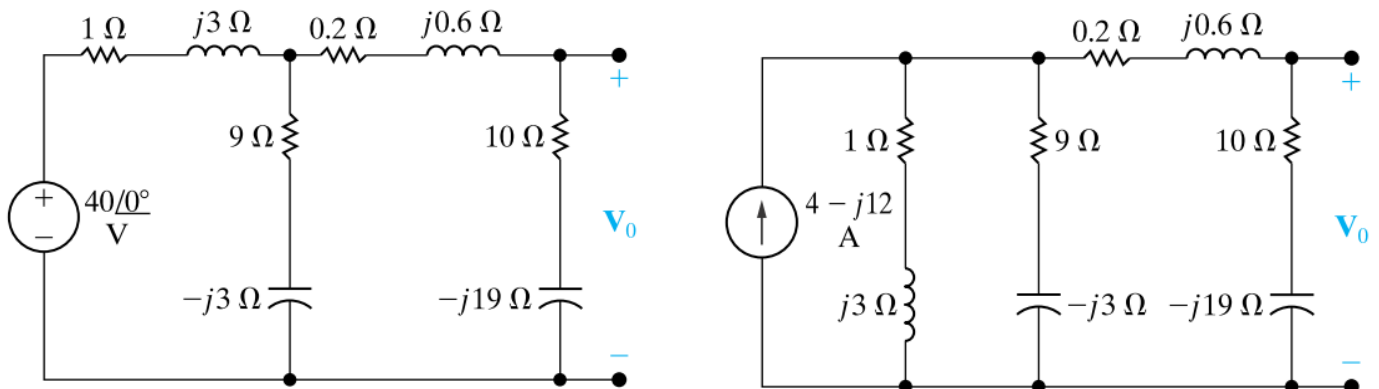 1 Ω j3 Ω 0.2 Ω j0.6 Ω
+
9 Ω 10 Ω
+ 40/0° V₀
− V
−j3 Ω −j19 Ω
−
0.2 Ω j0.6 Ω
+
1 Ω 9 Ω 10 Ω
4 − j12 V₀
A
j3 Ω −j3 Ω −j19 Ω
−